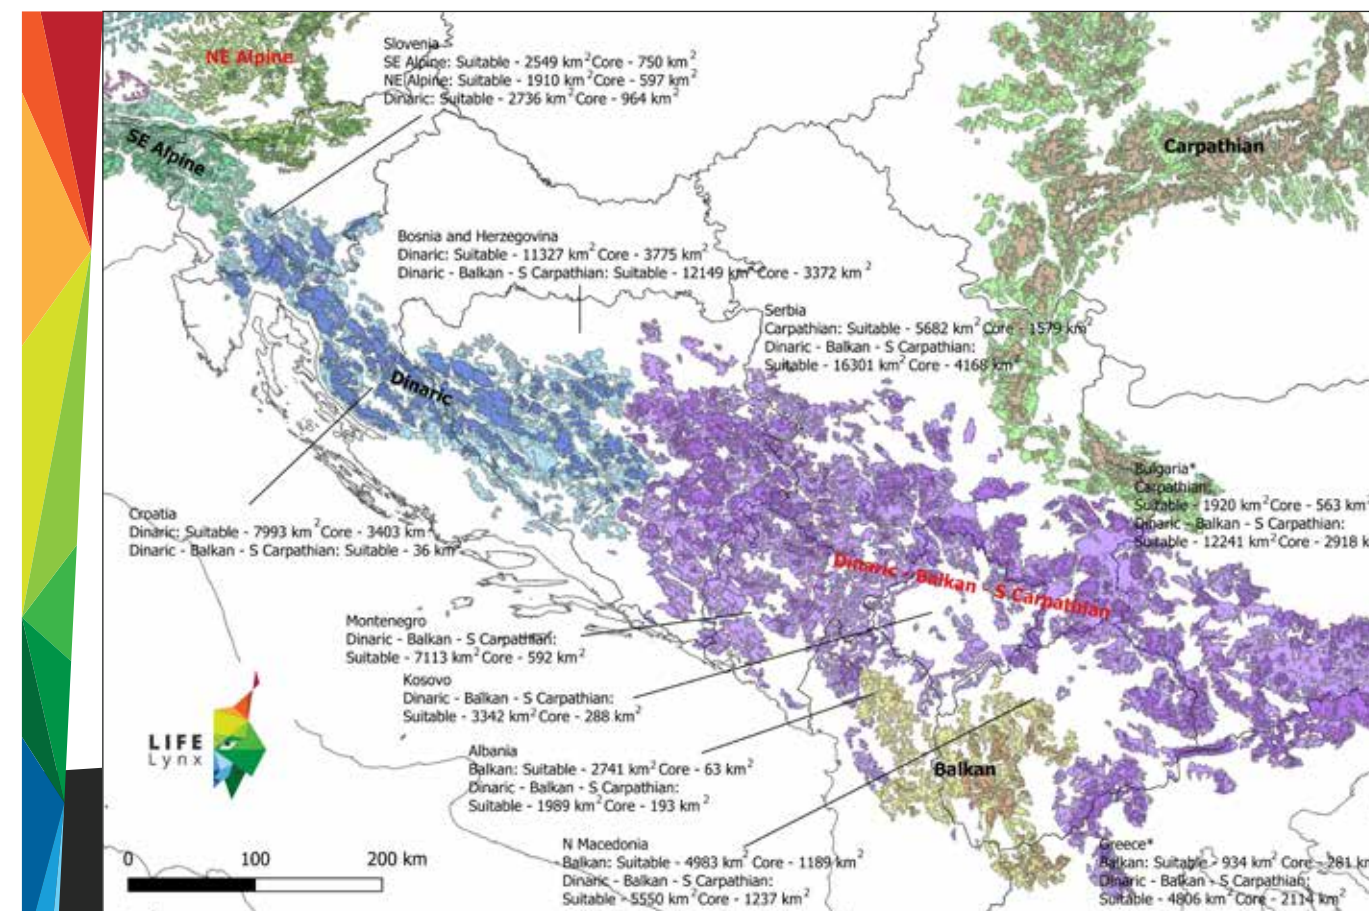 NE Alpine
SE Alpine
Slovenia
SE Alpine: Suitable - 2549 km² Core - 750 km²
NE Alpine: Suitable - 1910 km² Core - 597 km²
Dinaric: Suitable - 2736 km² Core - 964 km²
Carpathian
Bosnia and Herzegovina
Dinaric: Suitable - 11327 km² Core - 3775 km²
Dinaric - Balkan - S Carpathian: Suitable - 12149 km² Core - 3372 km²
Serbia
Carpathian: Suitable - 5682 km² Core - 1579 km²
Dinaric - Balkan - S Carpathian:
Suitable - 16301 km² Core - 4168 km²
Dinaric
Bulgaria*
Carpathian:
Suitable - 1920 km² Core - 563 km²
Dinaric - Balkan - S Carpathian:
Suitable - 12241 km² Core - 2918 k
Croatia
Dinaric: Suitable - 7993 km² Core - 3403 km²
Dinaric - Balkan - S Carpathian: Suitable - 36 km²
Dinaric - Balkan - S Carpathian
Montenegro
Dinaric - Balkan - S Carpathian:
Suitable - 7113 km² Core - 592 km²
Kosovo
Dinaric - Balkan - S Carpathian:
Suitable - 3342 km² Core - 288 km²
LIFE
Lynx
Albania
Balkan: Suitable - 2741 km² Core - 63 km²
Dinaric - Balkan - S Carpathian:
Suitable - 1989 km² Core - 193 km²
Balkan
N Macedonia
Balkan: Suitable - 4983 km² Core - 1189 km²
Dinaric - Balkan - S Carpathian:
Suitable - 5550 km² Core - 1237 km²
Greece*
Balkan: Suitable - 934 km² Core - 281 km
Dinaric - Balkan - S Carpathian:
Suitable - 4806 km² Core - 2114 km²
0 100 200 km